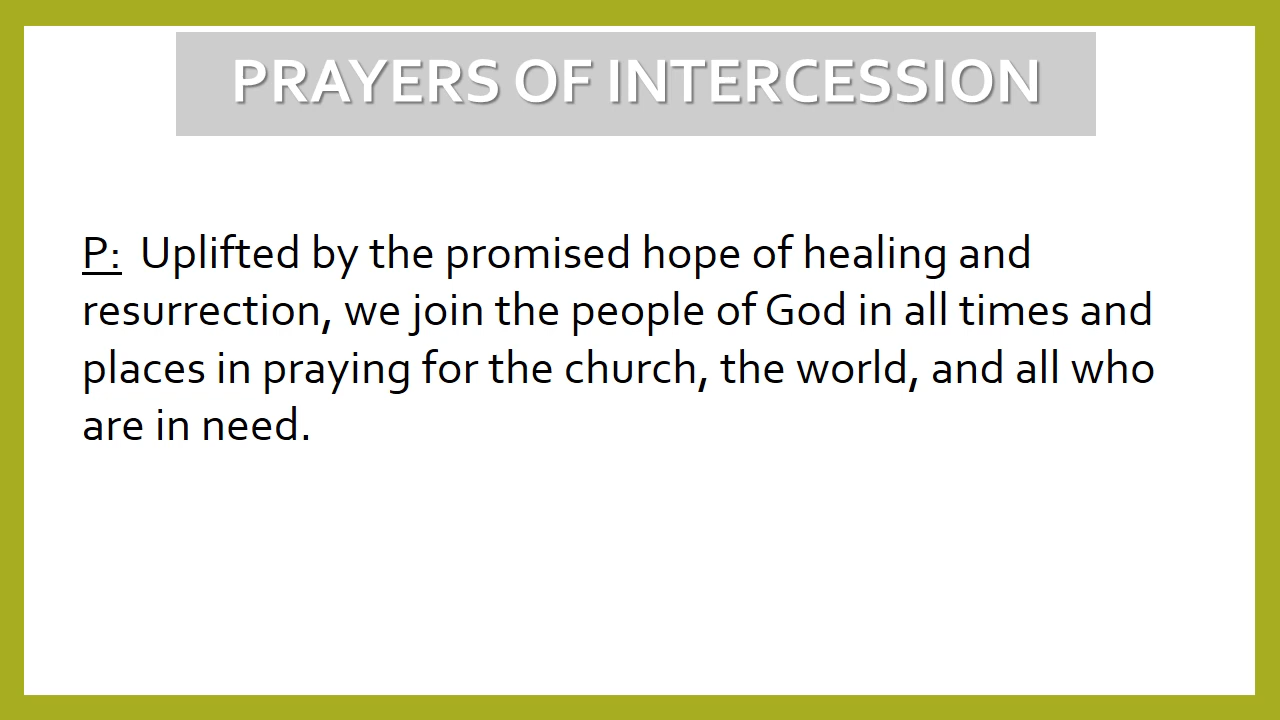 PRAYERS OF INTERCESSION
P: Uplifted by the promised hope of healing and
resurrection, we join the people of God in all times and
places in praying for the church, the world, and all who
are in need.